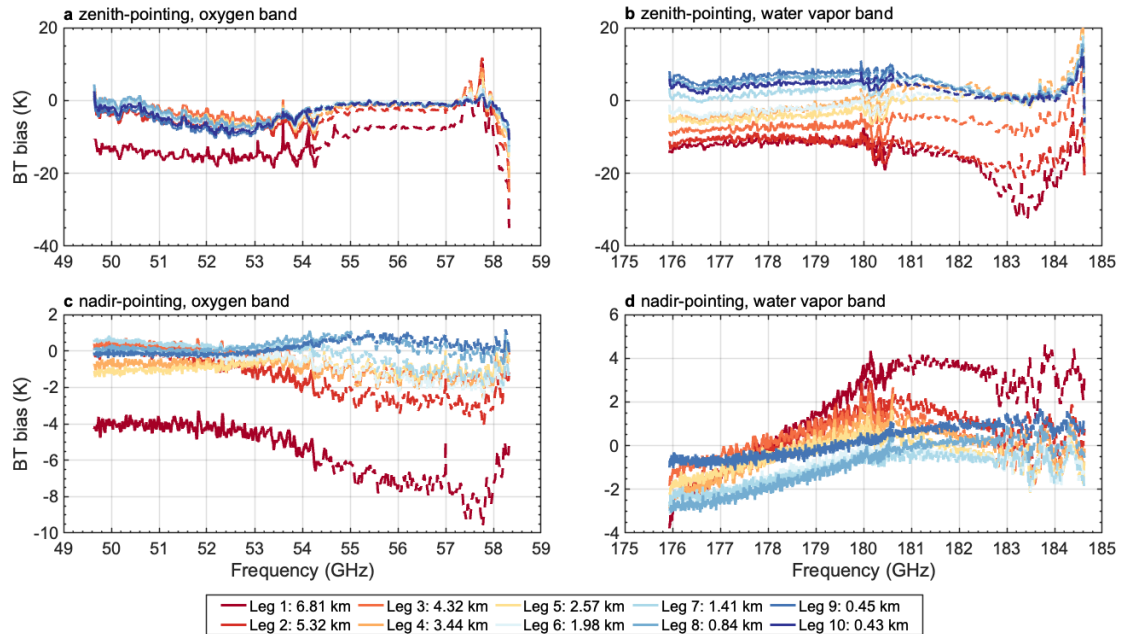 a zenith-pointing, oxygen band
b zenith-pointing, water vapor band
BT bias (K)
20
0
-20
-40
49 50 51 52 53 54 55 56 57 58 59
20
10
0
-10
-20
-30
-40
175 176 177 178 179 180 181 182 183 184 185
c nadir-pointing, oxygen band
d nadir-pointing, water vapor band
BT bias (K)
2
0
-2
-4
-6
-8
-10
49 50 51 52 53 54 55 56 57 58 59
Frequency (GHz)
6
4
2
0
-2
-4
175 176 177 178 179 180 181 182 183 184 185
Frequency (GHz)
Leg 1: 6.81 km Leg 3: 4.32 km Leg 5: 2.57 km Leg 7: 1.41 km Leg 9: 0.45 km
Leg 2: 5.32 km Leg 4: 3.44 km Leg 6: 1.98 km Leg 8: 0.84 km Leg 10: 0.43 km